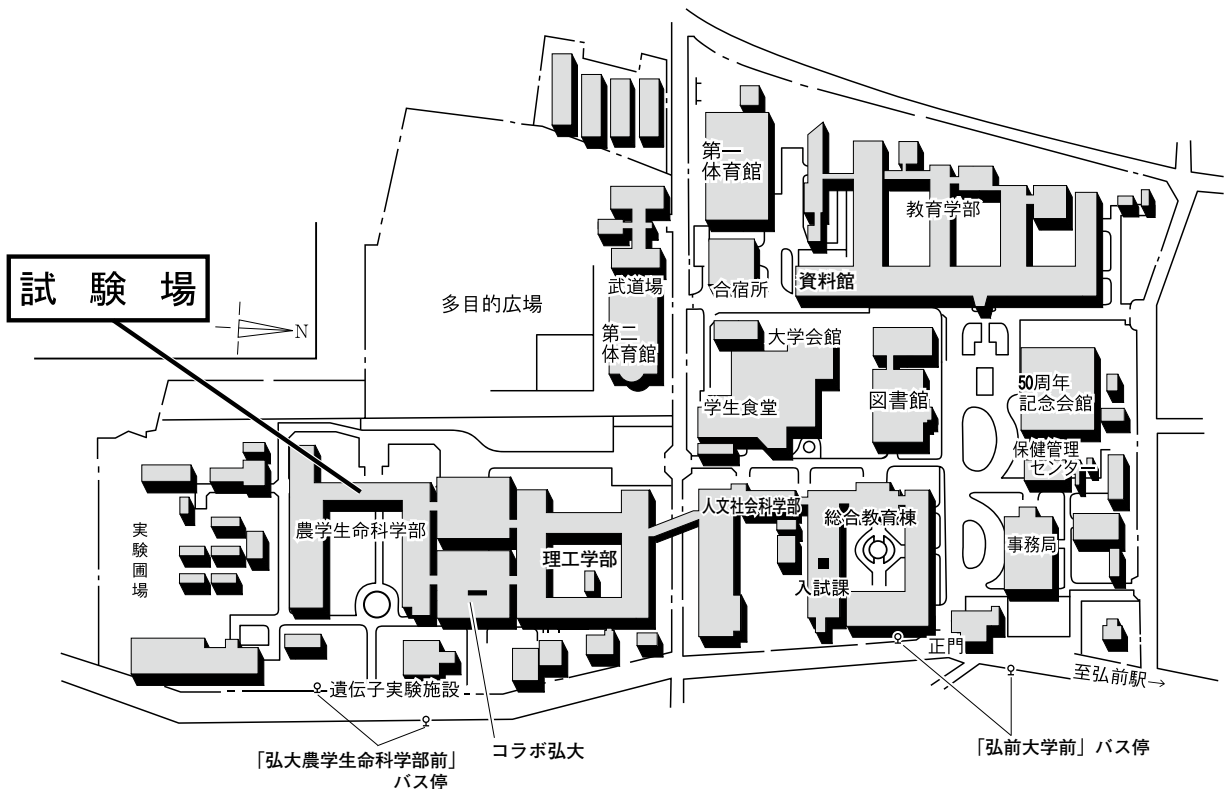 第一
体育館
教育学部
試験場
武道場
合宿所
資料館
多目的広場
N
第二
体育館
大学会館
50周年
記念会館
学生食堂
図書館
保健管理
センター
人文社会科学部
総合教育棟
実験圃場
農学生命科学部
理工学部
事務局
入試課
正門
至弘前駅→
遺伝子実験施設
「弘大農学生命科学部前」
バス停
コラボ弘大
「弘前大学前」バス停